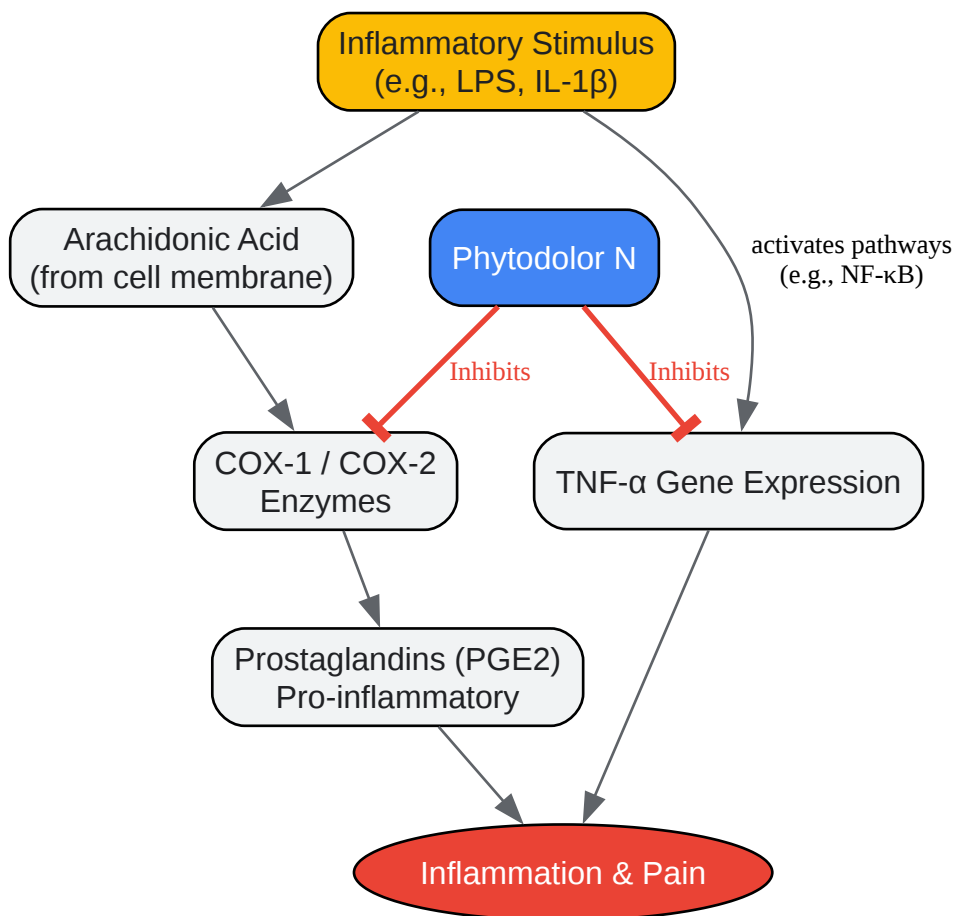 Inflammatory Stimulus
(e.g., LPS, IL-1β)
Arachidonic Acid
(from cell membrane)
Phytodolor N
activates pathways
(e.g., NF-κB)
Inhibits
Inhibits
COX-1 / COX-2
Enzymes
TNF-α Gene Expression
Prostaglandins (PGE2)
Pro-inflammatory
Inflammation & Pain